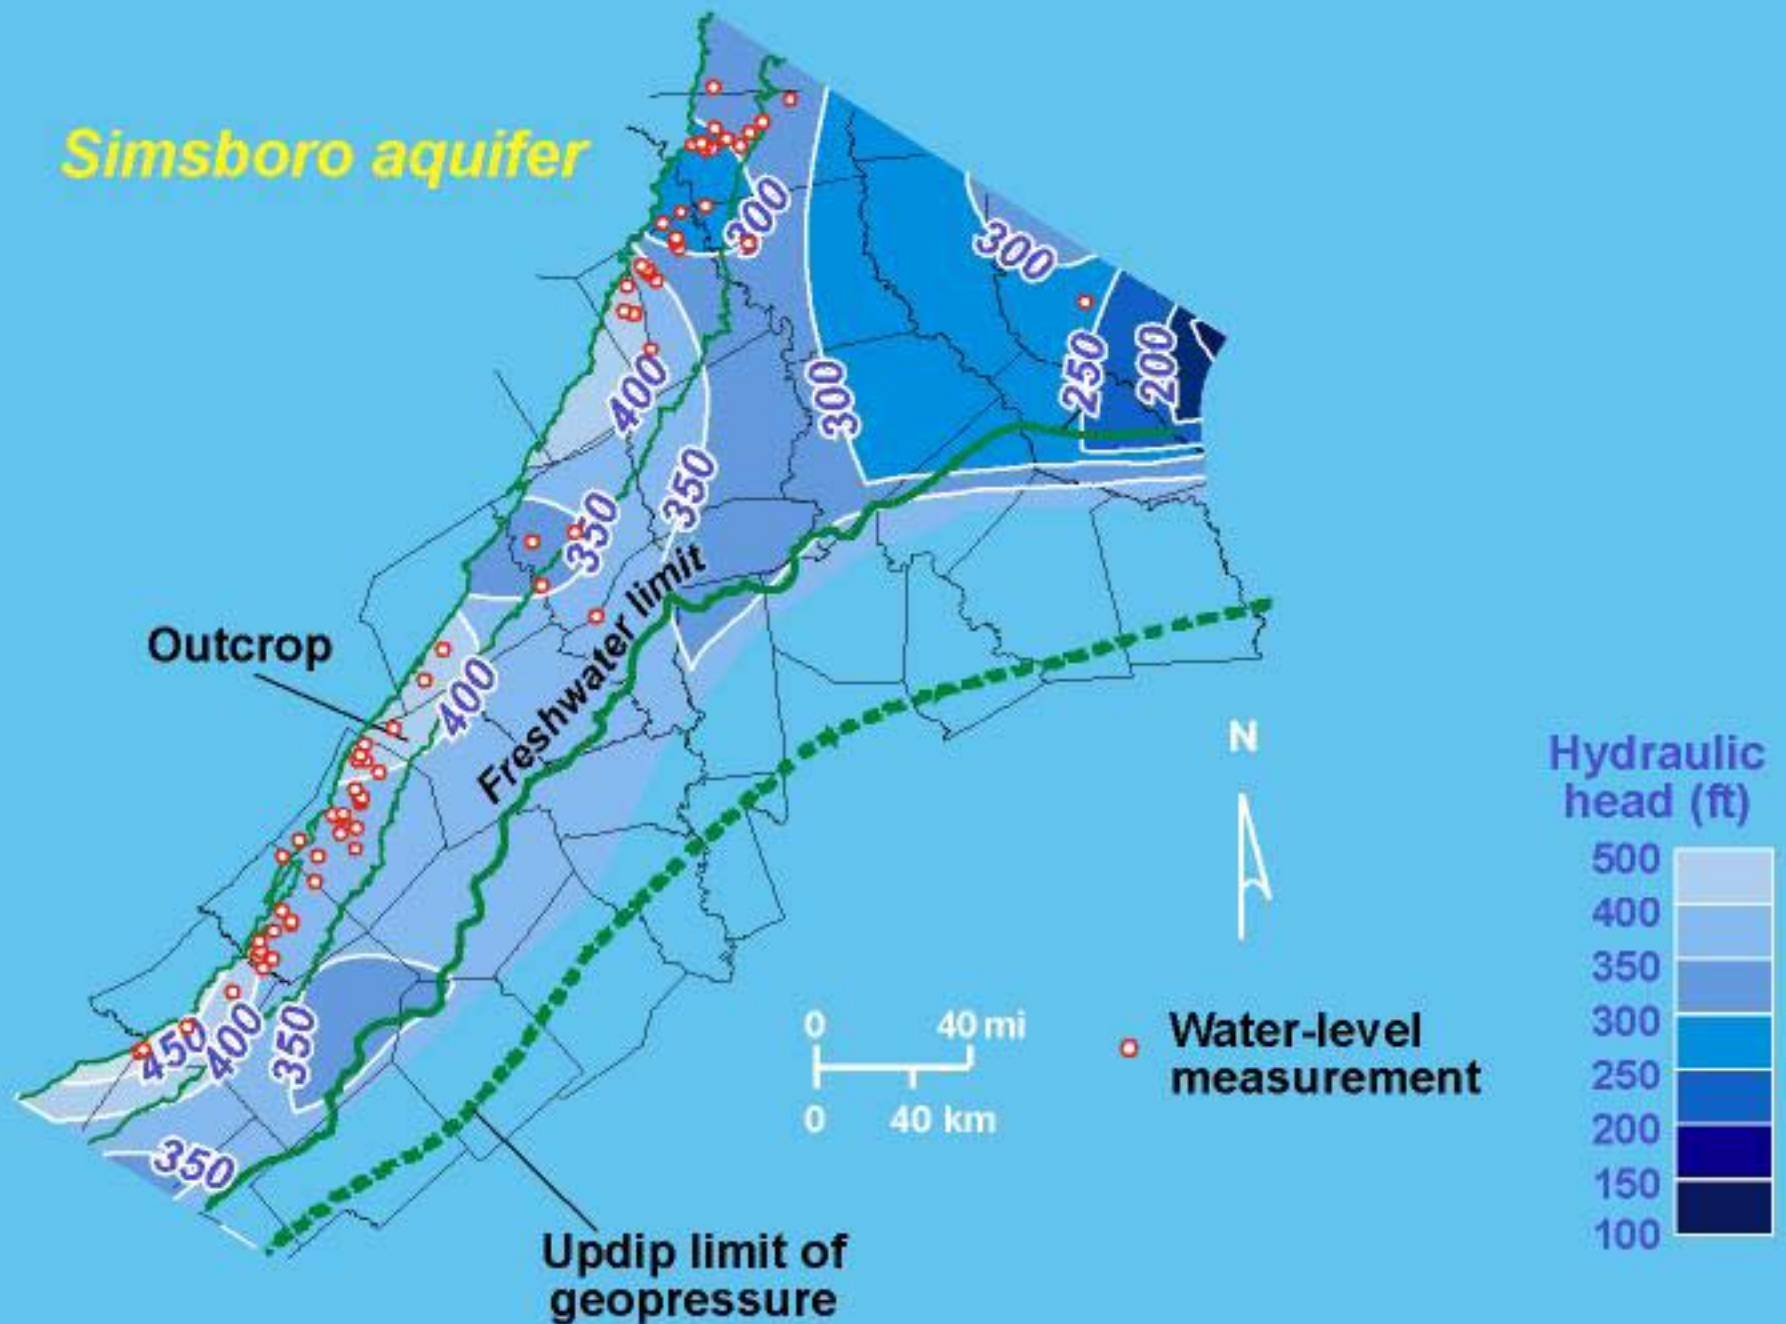 Simsboro aquifer
300
300
400
300
250
200
350
350
Freshwater limit
Outcrop
400
N
Hydraulic
head (ft)
500
400
350
300
250
200
150
100
450
400
350
0 40 mi
0 40 km
Water-level
measurement
350
Updip limit of
geopressure